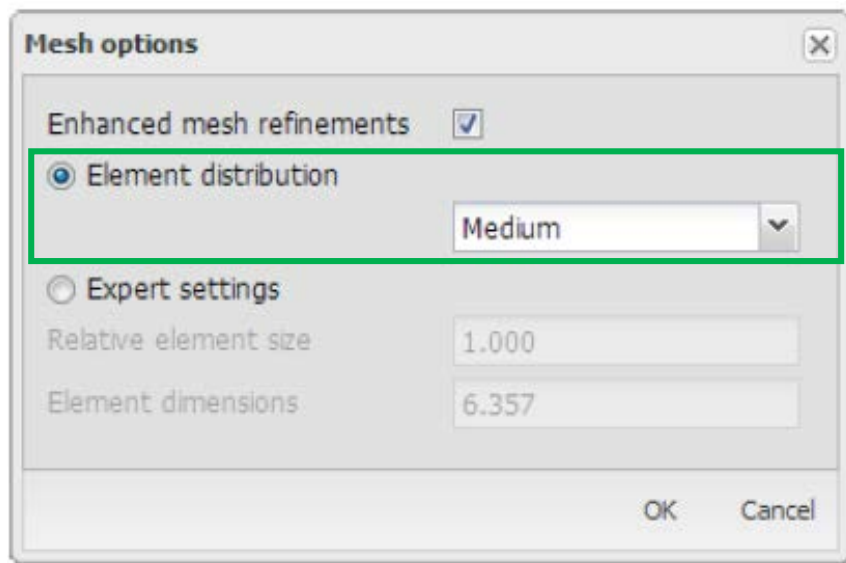 Mesh options
Enhanced mesh refinements
Element distribution
Medium
Expert settings
Relative element size 1.000
Element dimensions 6.357
OK Cancel